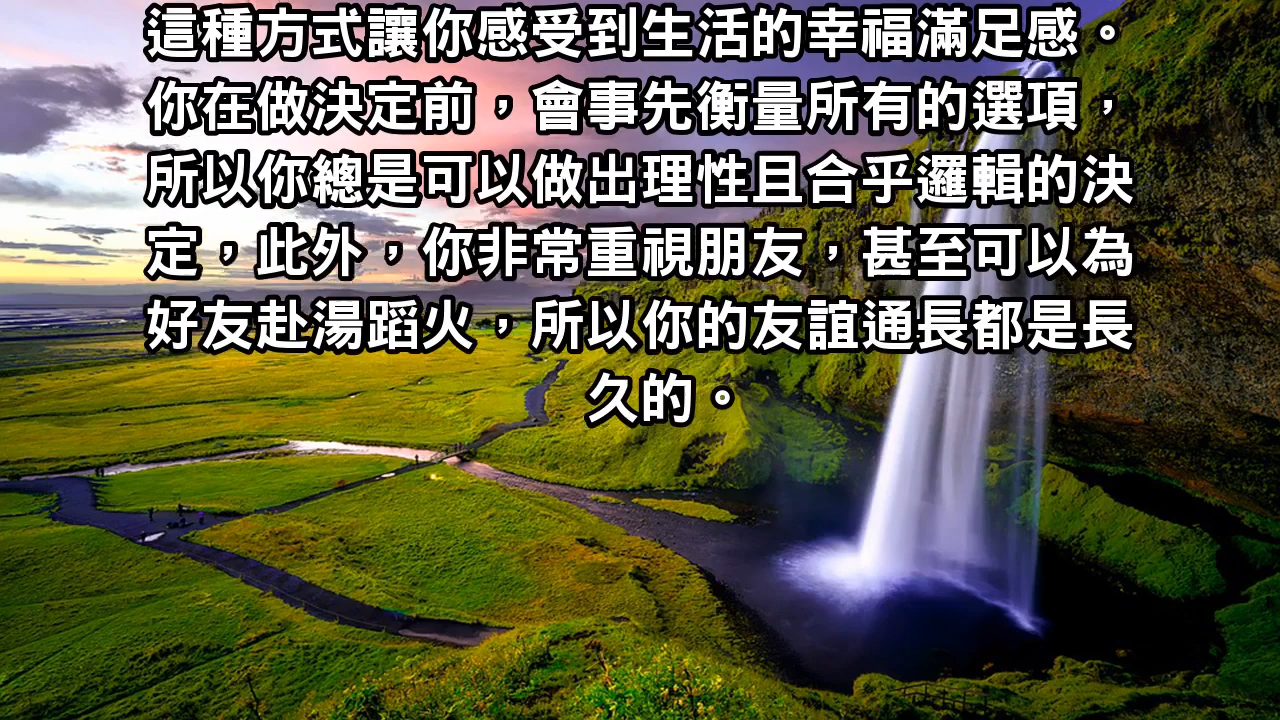 這種方式讓你感受到生活的幸福滿足感。
你在做決定前，會事先衡量所有的選項，
所以你總是可以做出理性且合乎邏輯的決
定，此外，你非常重視朋友，甚至可以為
好友赴湯蹈火，所以你的友誼通長都是長
久的。